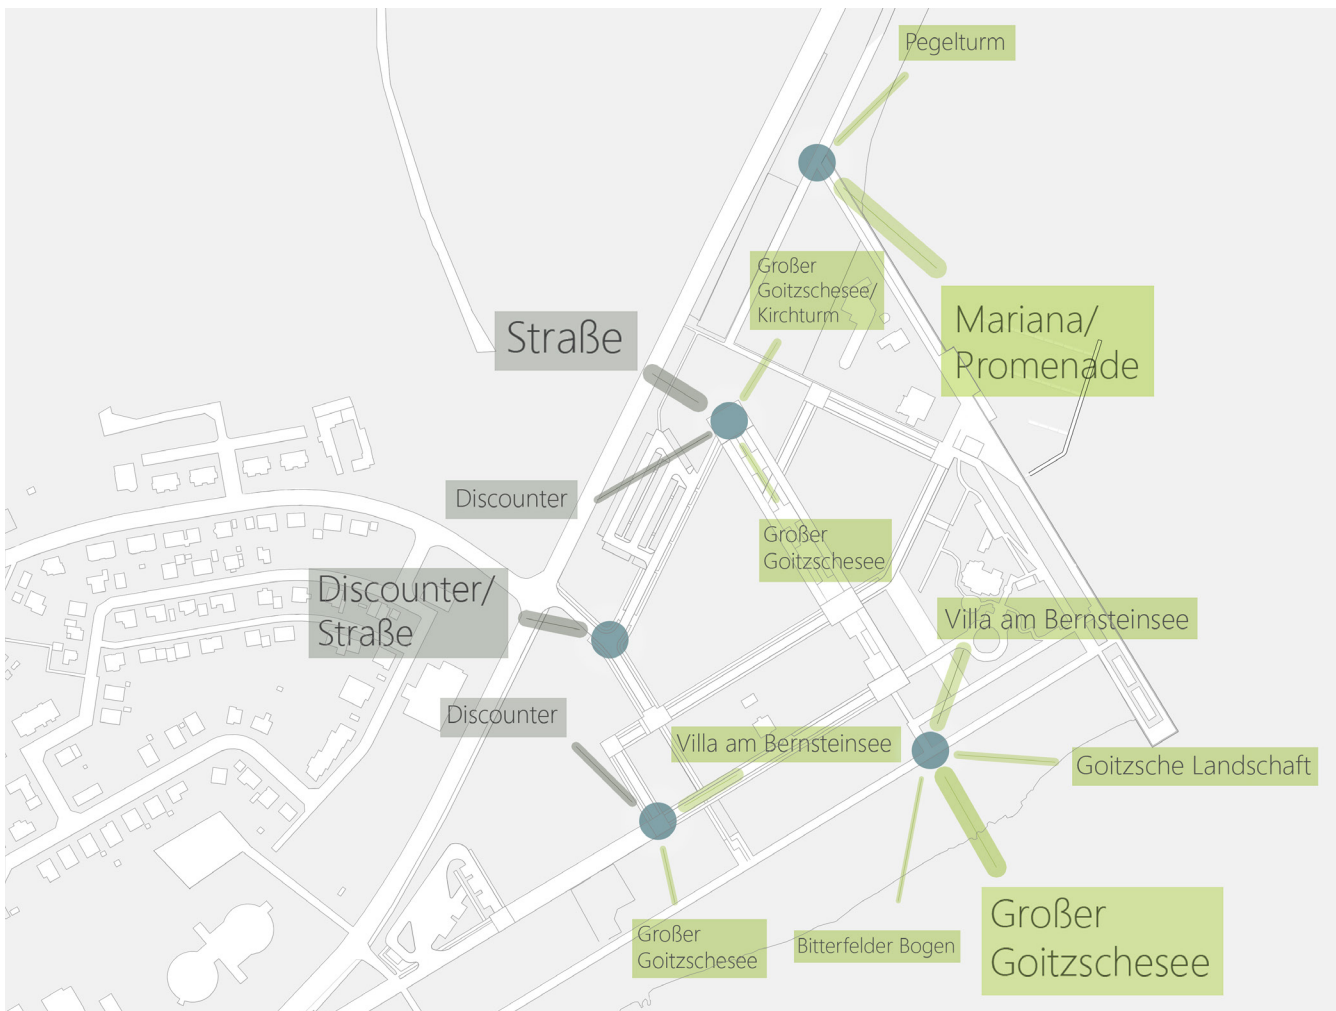 Pegelturm
Großer
Goitzschesee/
Kirchturm
Straße
Mariana/
Promenade
Discounter
Großer
Goitzschesee
Discounter/
Straße
Villa am Bernsteinsee
Discounter
Villa am Bernsteinsee
Goitzsche Landschaft
Großer
Goitzschesee
Bitterfelder Bogen
Großer
Goitzschesee